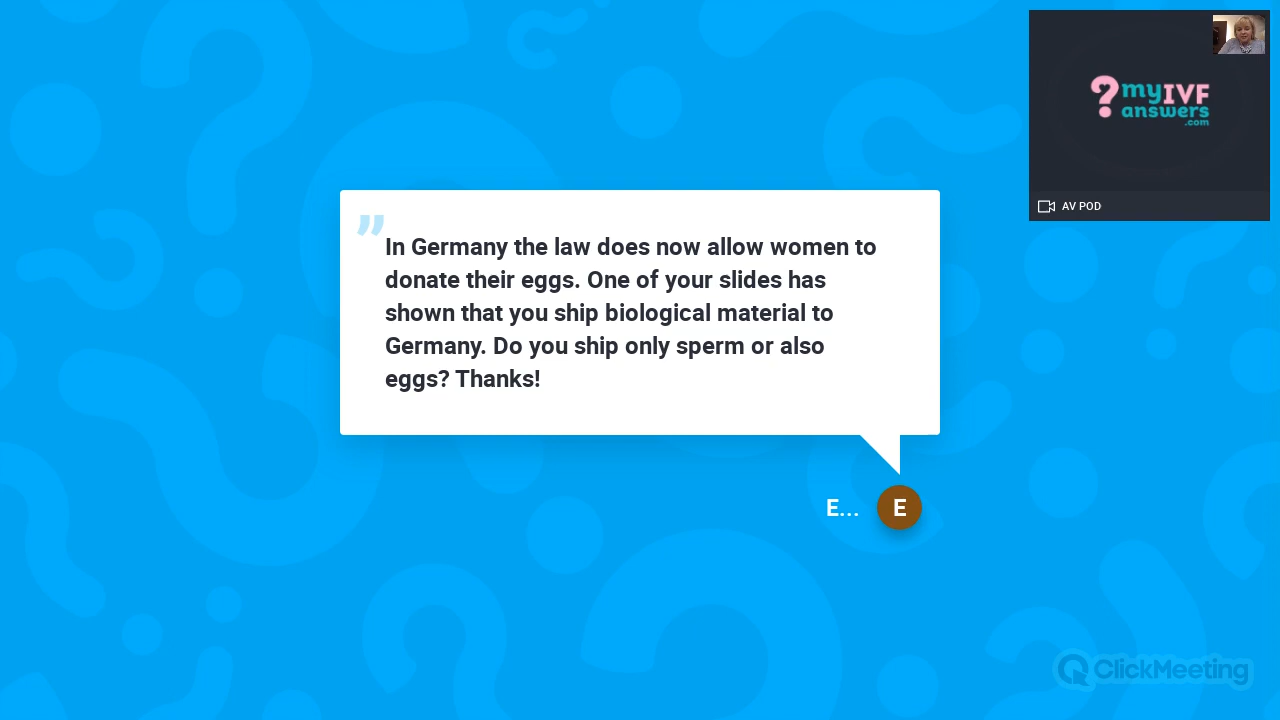 In Germany the law does now allow women to
donate their eggs. One of your slides has
shown that you ship biological material to
Germany. Do you ship only sperm or also
eggs? Thanks!
E...
E
myIVF
answers
.com
AV POD
ClickMeeting